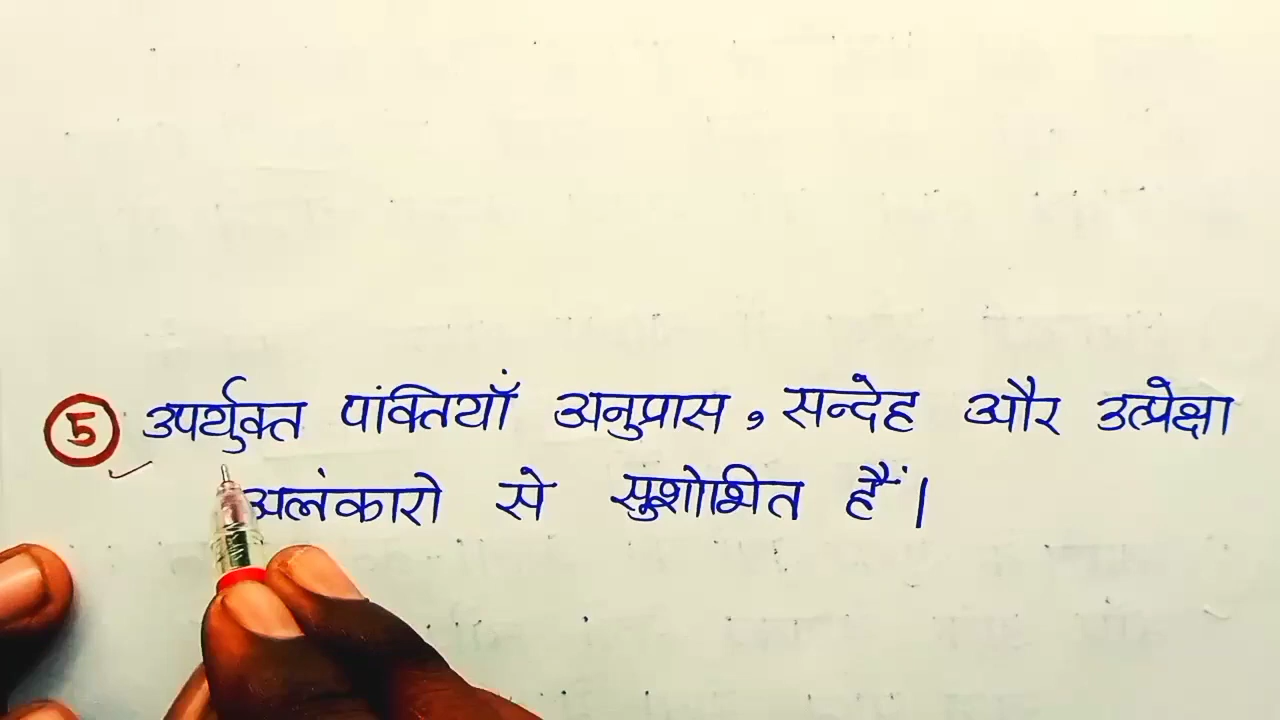 5 उपर्युक्त पंक्तियाँ अनुप्रास, सन्देह और उत्प्रेक्षा
अलंकारो से सुशोभित हैं।